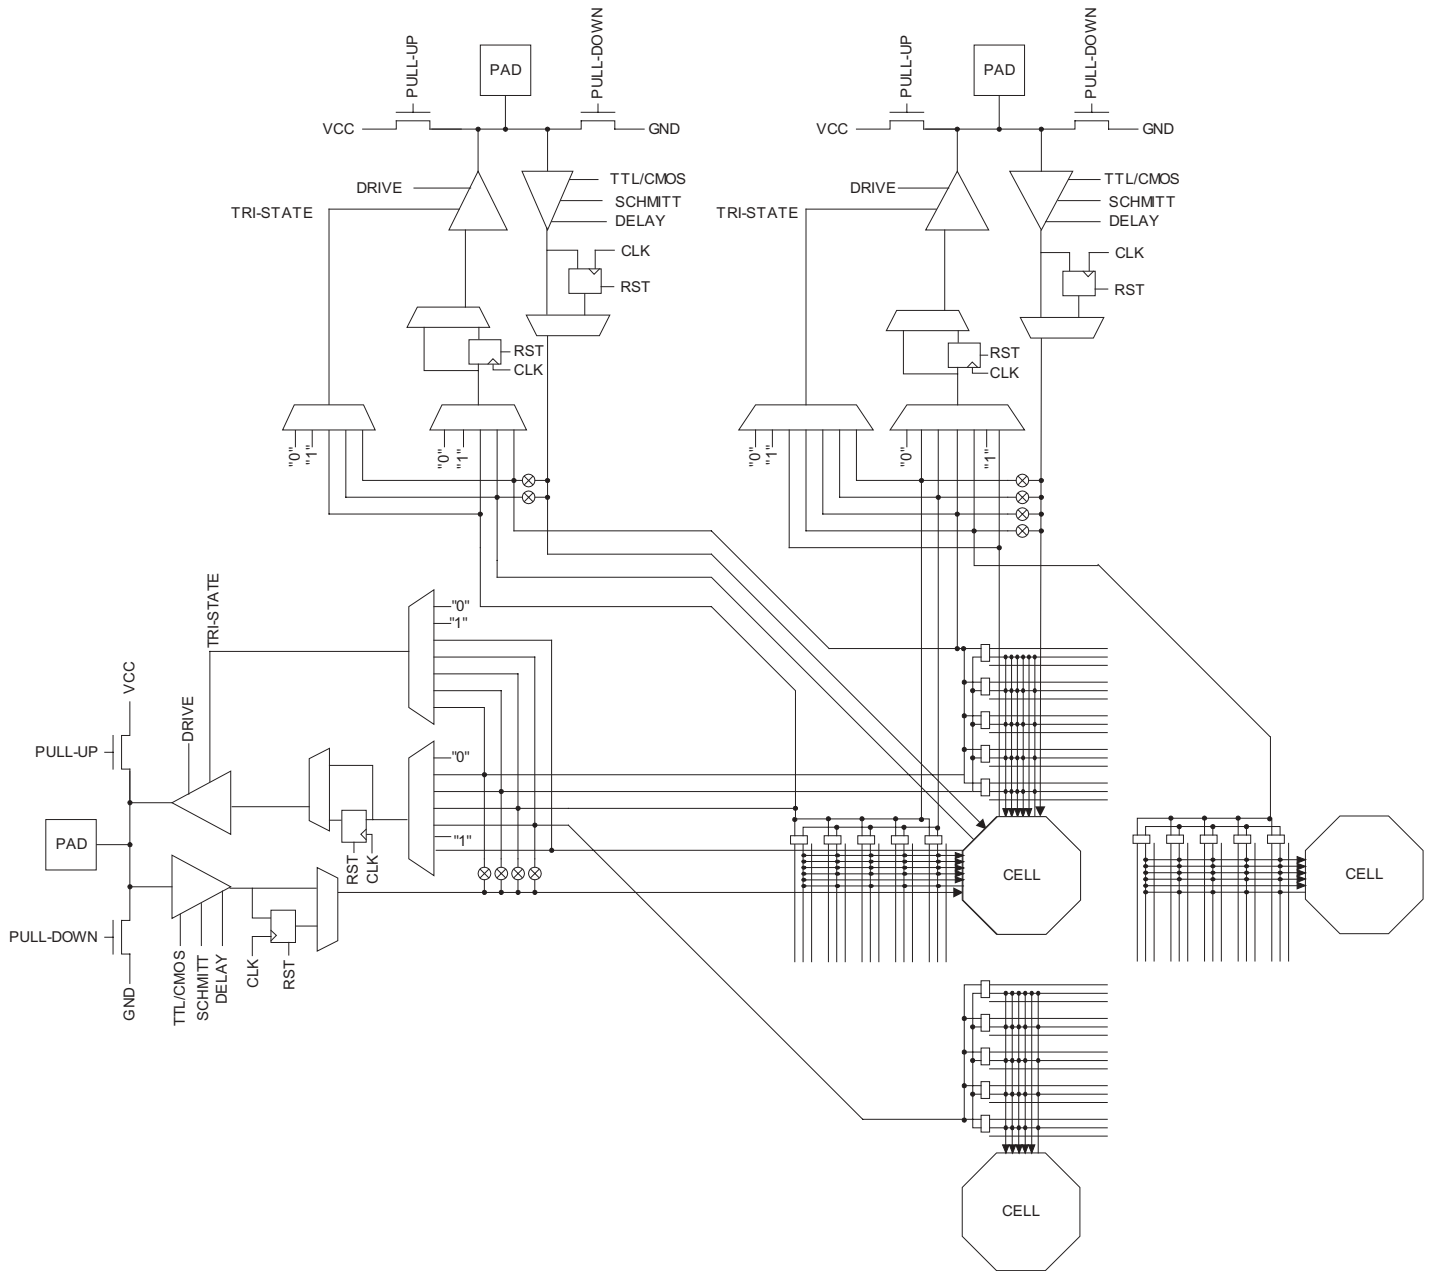 PULL-UP
PAD
PULL-DOWN
VCC
GND
DRIVE
TRI-STATE
TTL/CMOS
SCHMITT
DELAY
CLK
RST
RST
CLK
"0"
"1"
"0"
"1"
PULL-UP
PAD
PULL-DOWN
VCC
GND
DRIVE
TRI-STATE
TTL/CMOS
SCHMITT
DELAY
CLK
RST
RST
CLK
"0"
"1"
"0"
"1"
TRI-STATE
"0"
"1"
VCC
DRIVE
PULL-UP
"0"
"1"
PAD
RST
CLK
PULL-DOWN
GND
TTL/CMOS
SCHMITT
DELAY
CLK
RST
CELL
CELL
CELL